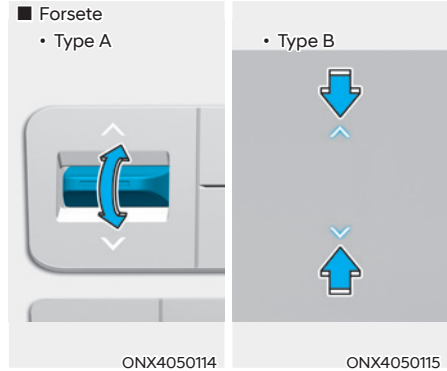 ■ Forsete
• Type A
• Type B
ONX4050114
ONX4050115